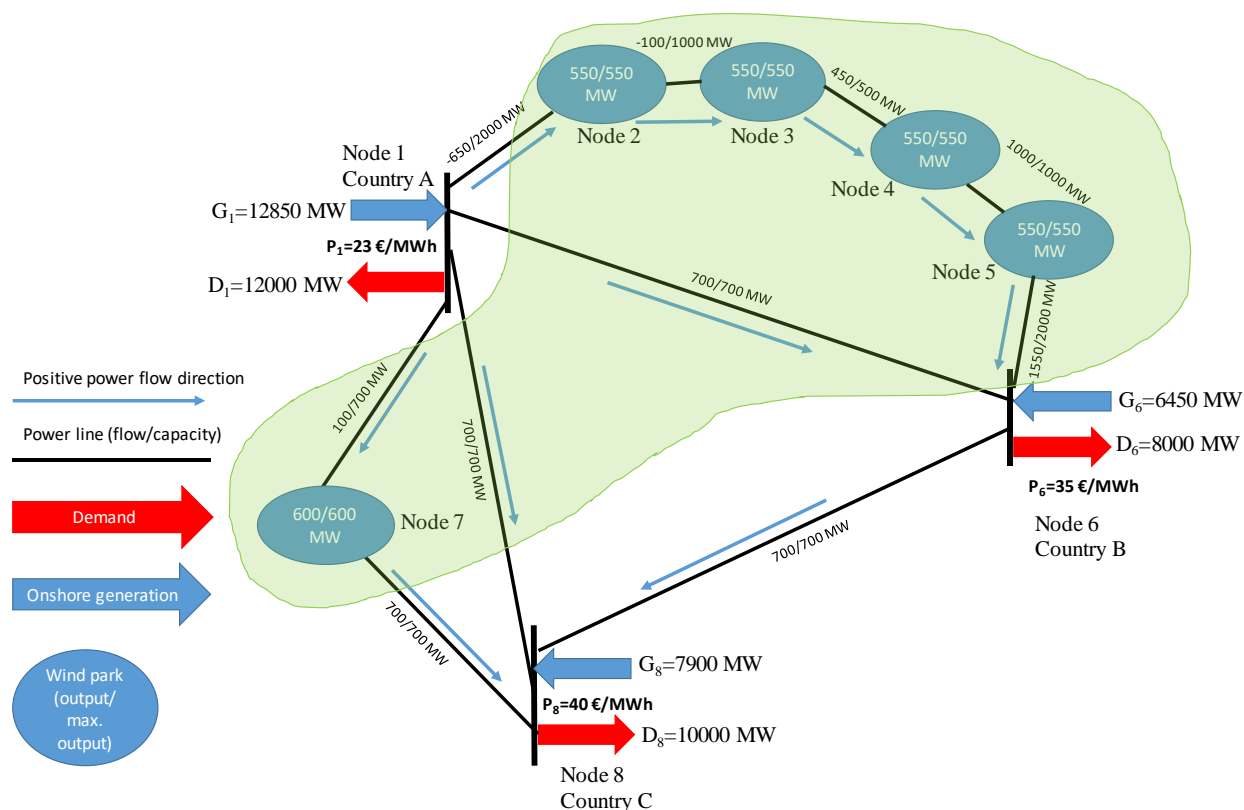 -100/1000 MW
550/550
MW
550/550
MW
450/500 MW
-650/2000 MW
Node 2
Node 3
550/550
MW
1000/1000 MW
Node 1
Country A
Node 4
G1=12850 MW
550/550
MW
P1=23 €/MWh
Node 5
D1=12000 MW
700/700 MW
1550/2000 MW
Positive power flow direction
100/700 MW
700/700 MW
G6=6450 MW
Power line (flow/capacity)
D6=8000 MW
P6=35 €/MWh
Demand
600/600
MW
Node 7
Node 6
Country B
700/700 MW
Onshore generation
700/700 MW
G8=7900 MW
Wind park
(output/
max.
output)
P8=40 €/MWh
D8=10000 MW
Node 8
Country C